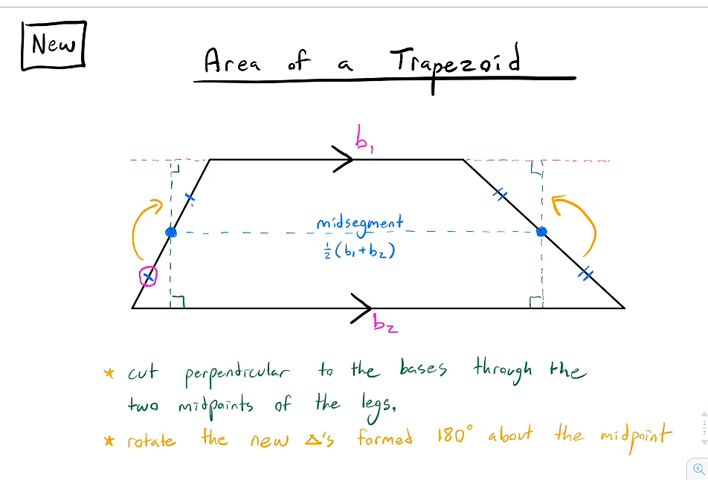 New
Area of a Trapezoid
b₁
midsegment
½(b₁+b₂)
b₂
* cut perpendicular to the bases through the
two midpoints of the legs.
* rotate the new Δ's formed 180° about the midpoint